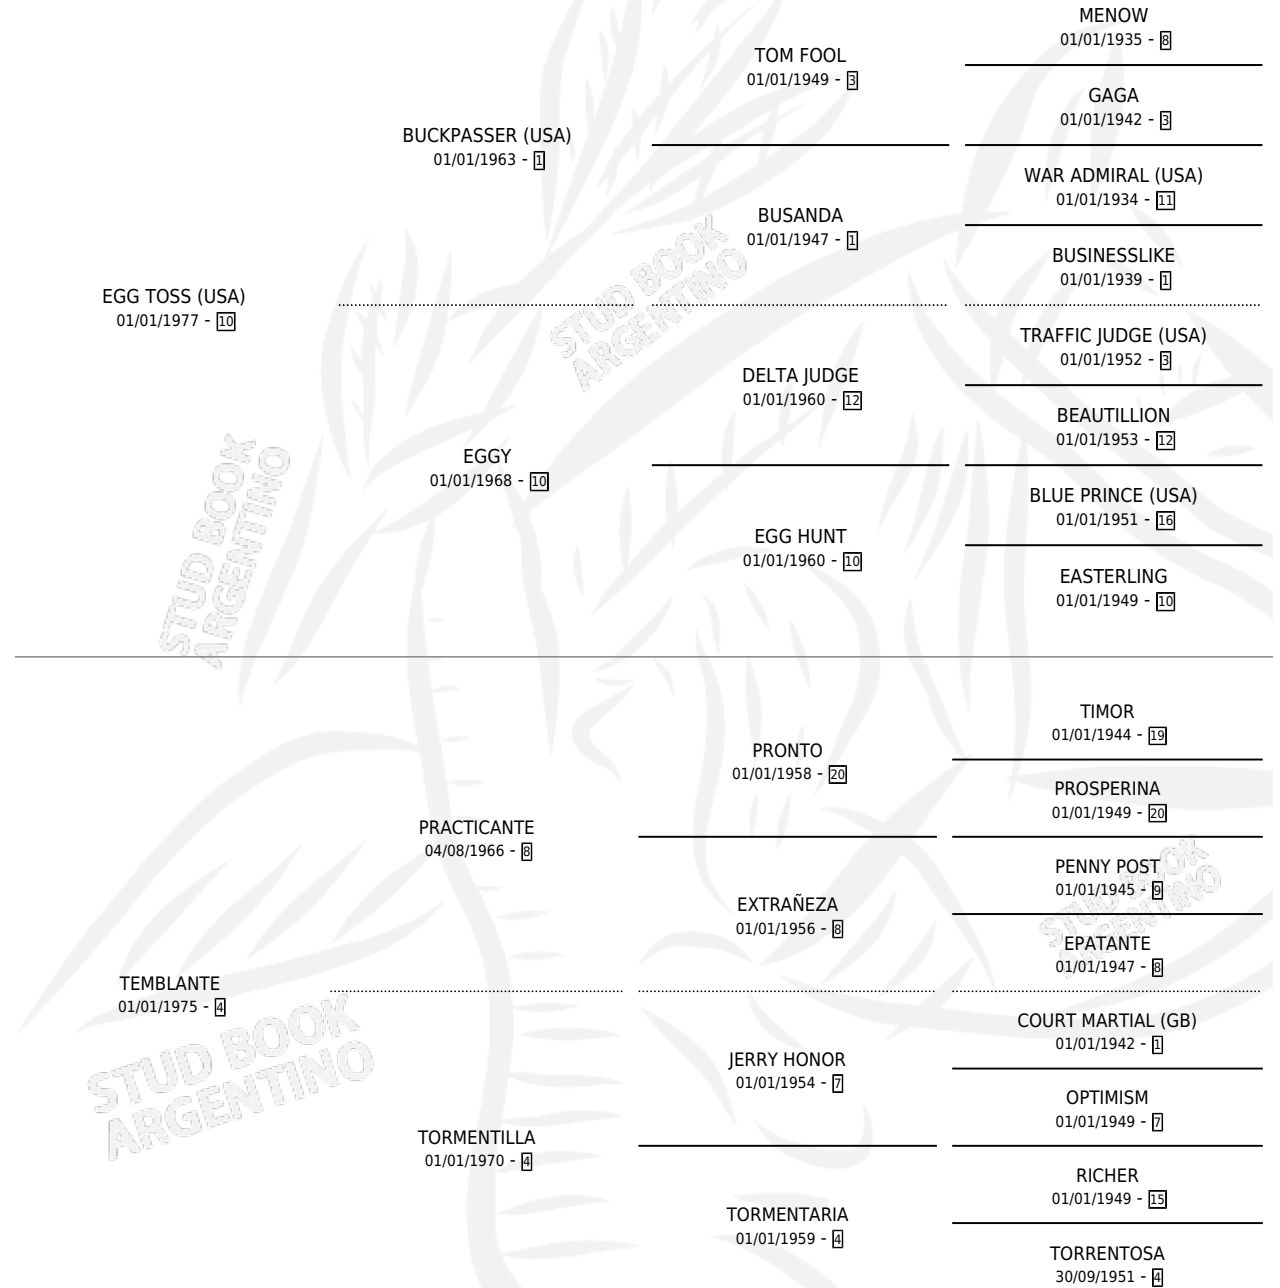 MENOW
01/01/1935 - 8
TOM FOOL
01/01/1949 - 3
GAGA
01/01/1942 - 3
BUCKPASSER (USA)
01/01/1963 - 1
WAR ADMIRAL (USA)
01/01/1934 - 11
BUSANDA
01/01/1947 - 1
BUSINESSLIKE
01/01/1939 - 1
EGG TOSS (USA)
01/01/1977 - 10
TRAFFIC JUDGE (USA)
01/01/1952 - 3
DELTA JUDGE
01/01/1960 - 12
BEAUTILLION
01/01/1953 - 12
EGGY
01/01/1968 - 10
BLUE PRINCE (USA)
01/01/1951 - 16
EGG HUNT
01/01/1960 - 10
EASTERLING
01/01/1949 - 10
TIMOR
01/01/1944 - 19
PRONTO
01/01/1958 - 20
PROSPERINA
01/01/1949 - 20
PRACTICANTE
04/08/1966 - 8
PENNY POST
01/01/1945 - 9
EXTRAÑEZA
01/01/1956 - 8
EPATANTE
01/01/1947 - 8
TEMBLANTE
01/01/1975 - 4
COURT MARTIAL (GB)
01/01/1942 - 1
JERRY HONOR
01/01/1954 - 7
OPTIMISM
01/01/1949 - 7
TORMENTILLA
01/01/1970 - 4
RICHER
01/01/1949 - 15
TORMENTARIA
01/01/1959 - 4
TORRENTOSA
30/09/1951 - 4
STUD BOOK
ARGENTINO
STUD BOOK
ARGENTINO
STUD BOOK
ARGENTINO
STUD BOOK
ARGENTINO